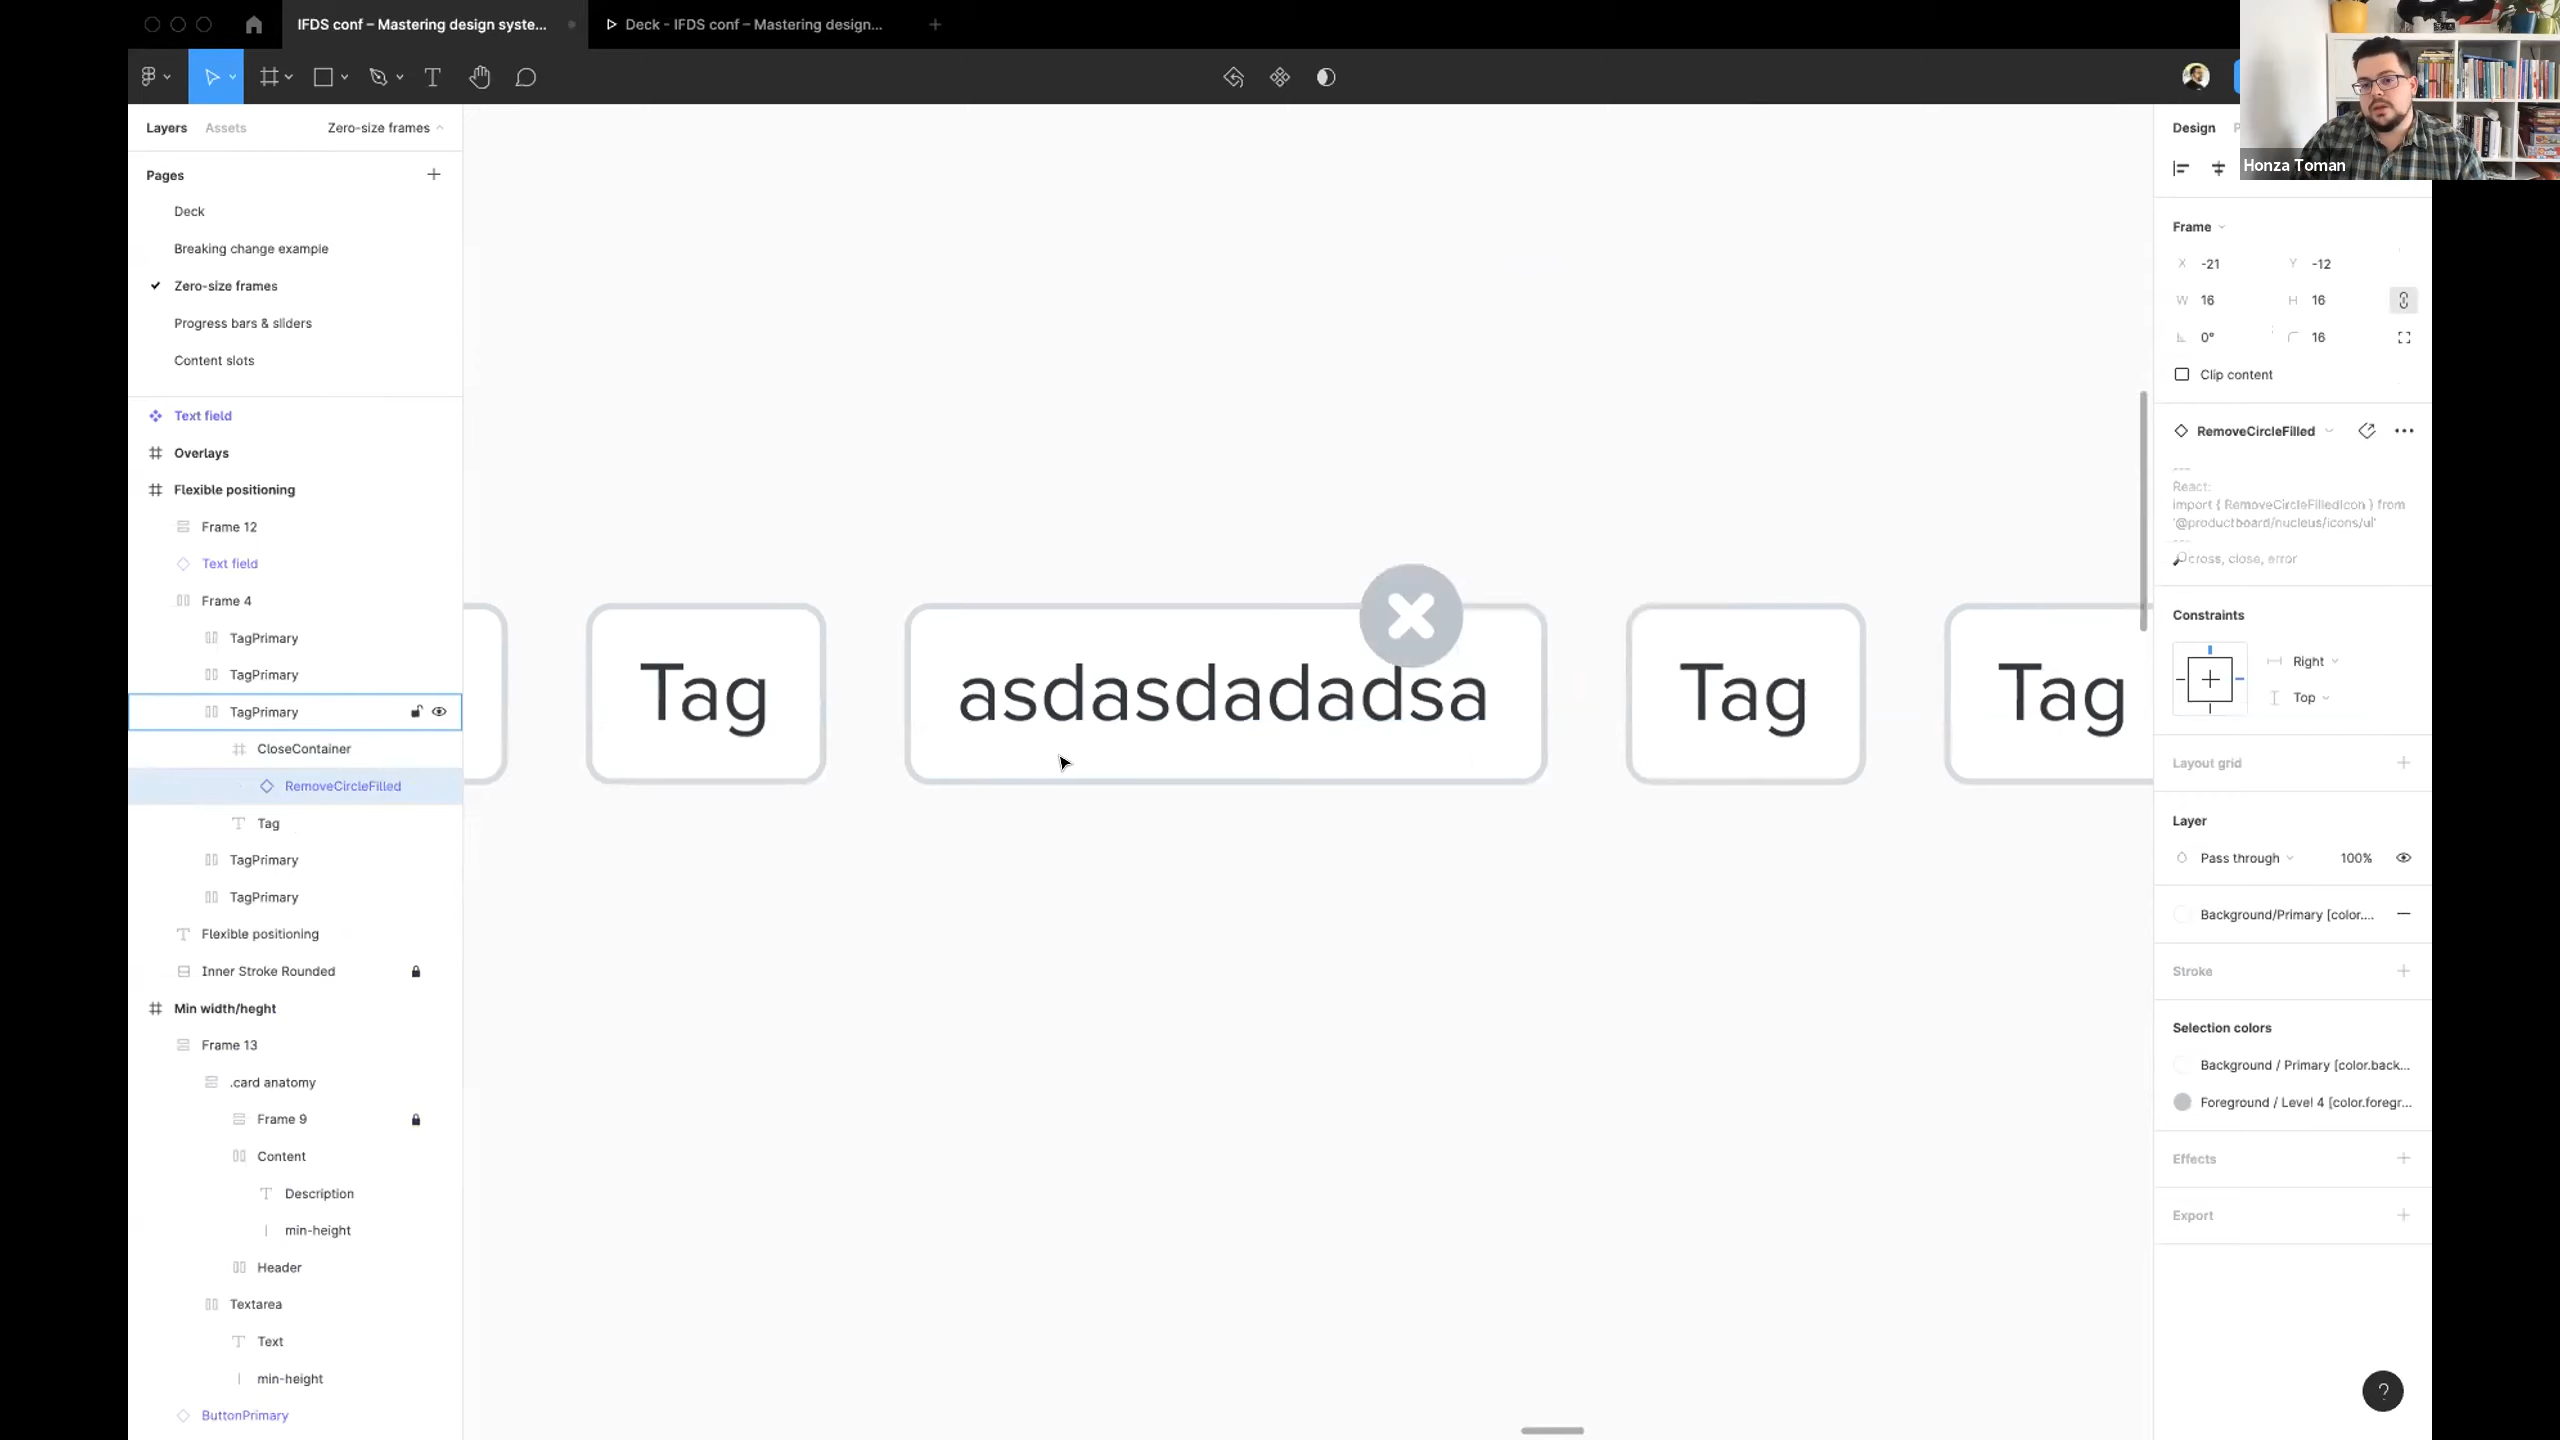 IFDS conf – Mastering design syste...
Deck - IFDS conf – Mastering design...
Honza Toman
Layers
Assets
Zero-size frames
Pages
Deck
Breaking change example
Zero-size frames
Progress bars & sliders
Content slots
Text field
Overlays
Flexible positioning
Frame 12
Text field
Frame 4
TagPrimary
TagPrimary
TagPrimary
CloseContainer
RemoveCircleFilled
Tag
TagPrimary
TagPrimary
Flexible positioning
Inner Stroke Rounded
Min width/heght
Frame 13
.card anatomy
Frame 9
Content
Description
min-height
Header
Textarea
Text
min-height
ButtonPrimary
Tag
asdasdadadsa
Tag
Tag
Design
Frame
X -21
Y -12
W 16
H 16
0°
16
Clip content
RemoveCircleFilled
---
React:
import { RemoveCircleFilledIcon } from
'@productboard/nucleus/icons/ui'
---
cross, close, error
Constraints
Right
Top
Layout grid
Layer
Pass through
100%
Background/Primary [color....
Stroke
Selection colors
Background / Primary [color.back...
Foreground / Level 4 [color.foregr...
Effects
Export
?